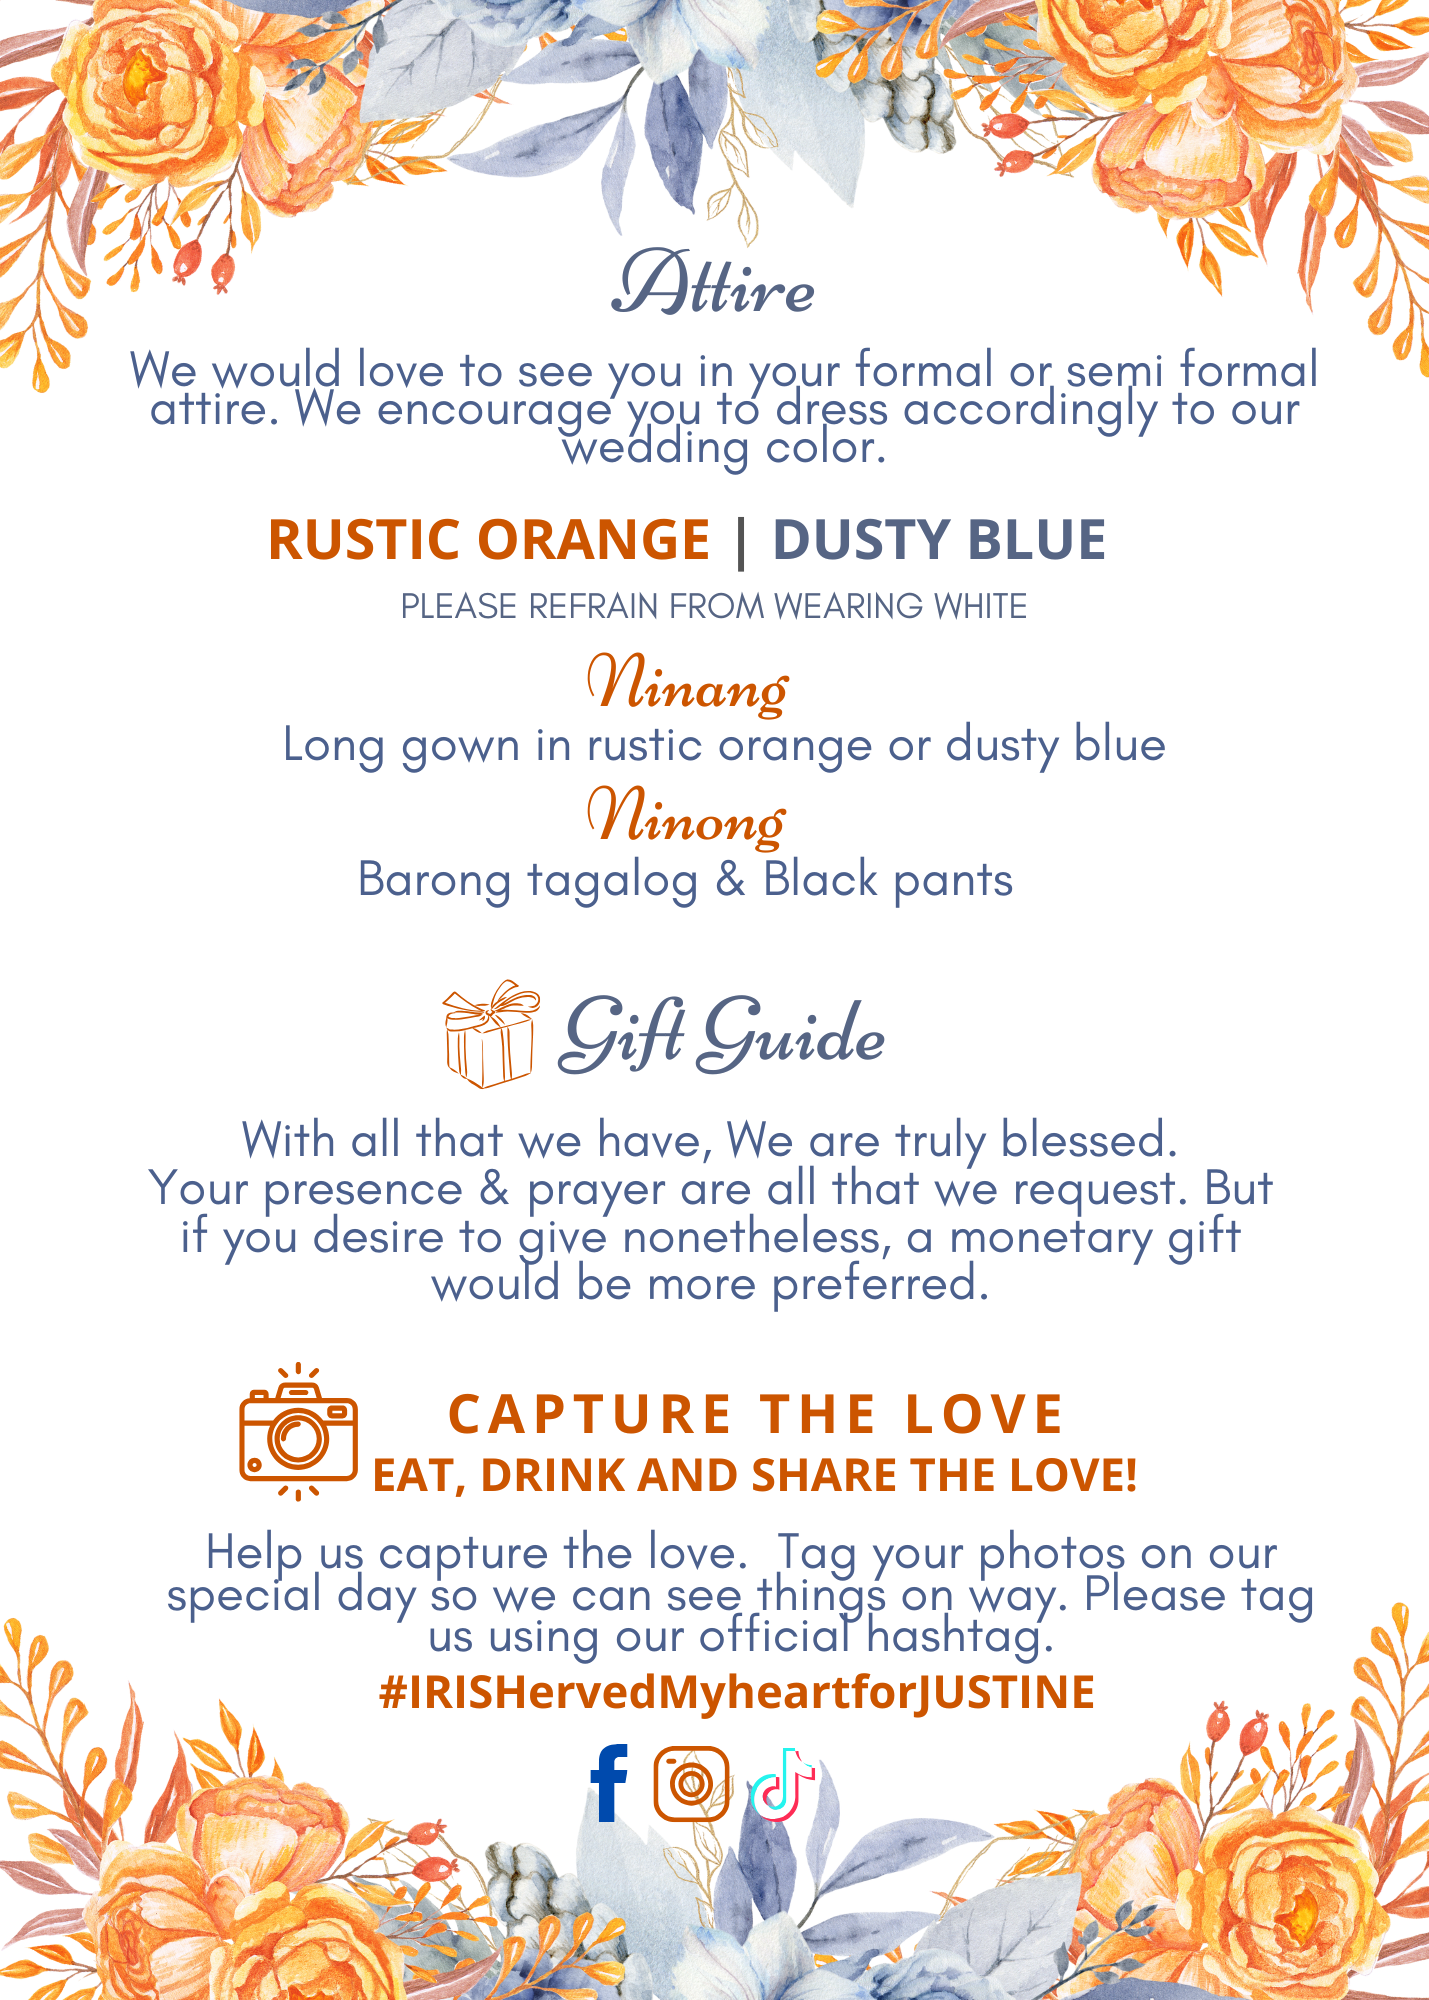 Attire
We would love to see you in your formal or semi formal
attire. We encourage you to dress accordingly to our
wedding color.
RUSTIC ORANGE | DUSTY BLUE
PLEASE REFRAIN FROM WEARING WHITE
Ninang
Long gown in rustic orange or dusty blue
Ninong
Barong tagalog & Black pants
Gift Guide
With all that we have, We are truly blessed.
Your presence & prayer are all that we request. But
if you desire to give nonetheless, a monetary gift
would be more preferred.
CAPTURE THE LOVE
EAT, DRINK AND SHARE THE LOVE!
Help us capture the love. Tag your photos on our
special day so we can see things on way. Please tag
us using our official hashtag.
#IRISHervedMyheartforJUSTINE